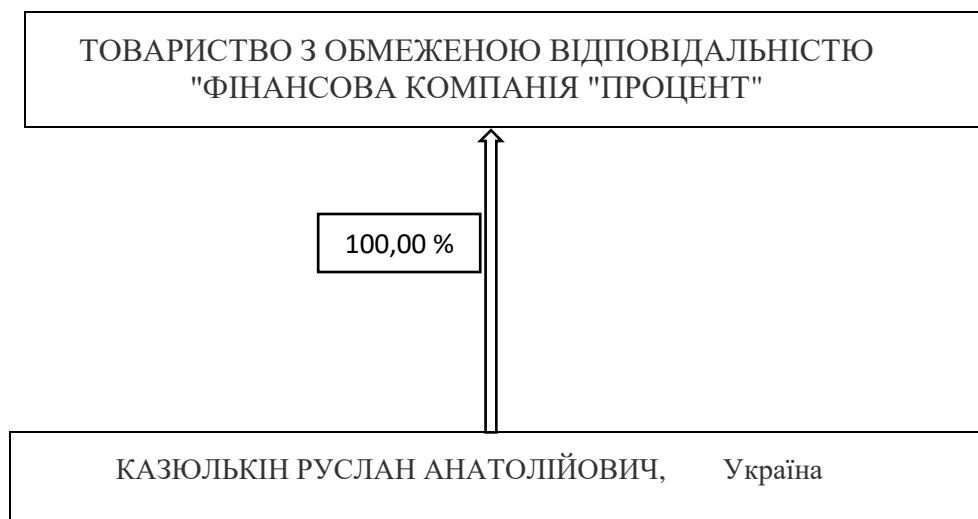 ТОВАРИСТВО З ОБМЕЖЕНОЮ ВІДПОВІДАЛЬНІСТЮ
"ФІНАНСОВА КОМПАНІЯ "ПРОЦЕНТ"
100,00 %
КАЗЮЛЬКІН РУСЛАН АНАТОЛІЙОВИЧ, Україна